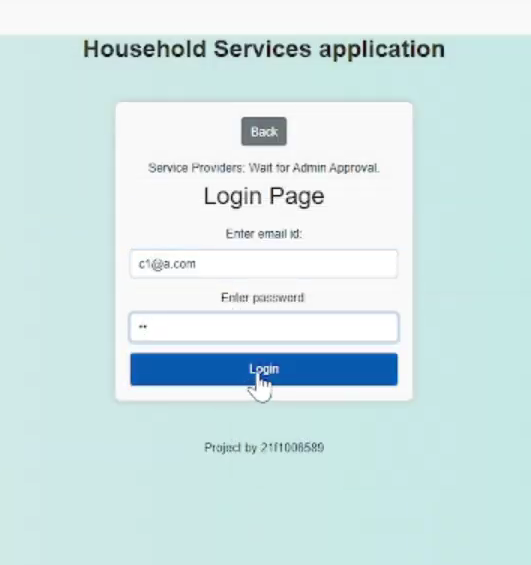 Household Services application
Back
Service Providers: Wait for Admin Approval.
Login Page
Enter email id:
c1@a.com
Enter password
••
Login
Project by 21f1006589